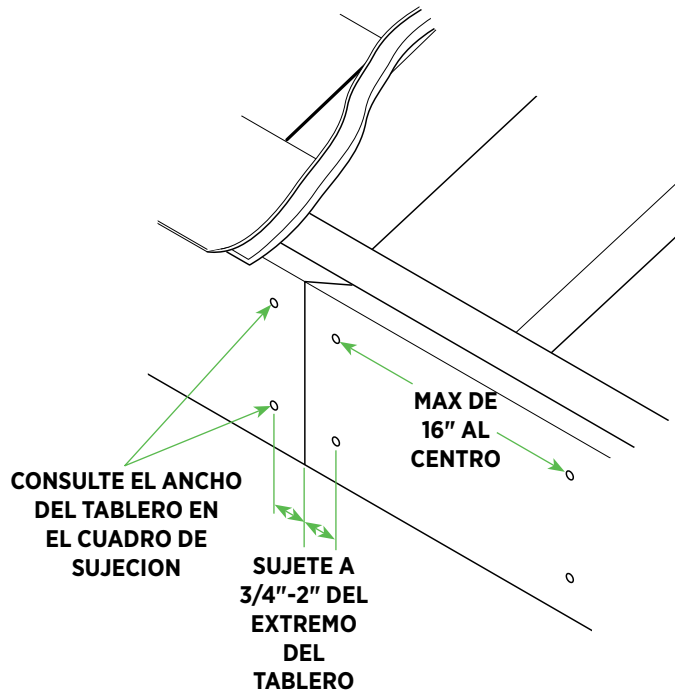 MAX DE
16" AL
CENTRO
CONSULTE EL ANCHO
DEL TABLERO EN
EL CUADRO DE
SUJECION
SUJETE A
3/4"-2" DEL
EXTREMO
DEL
TABLERO